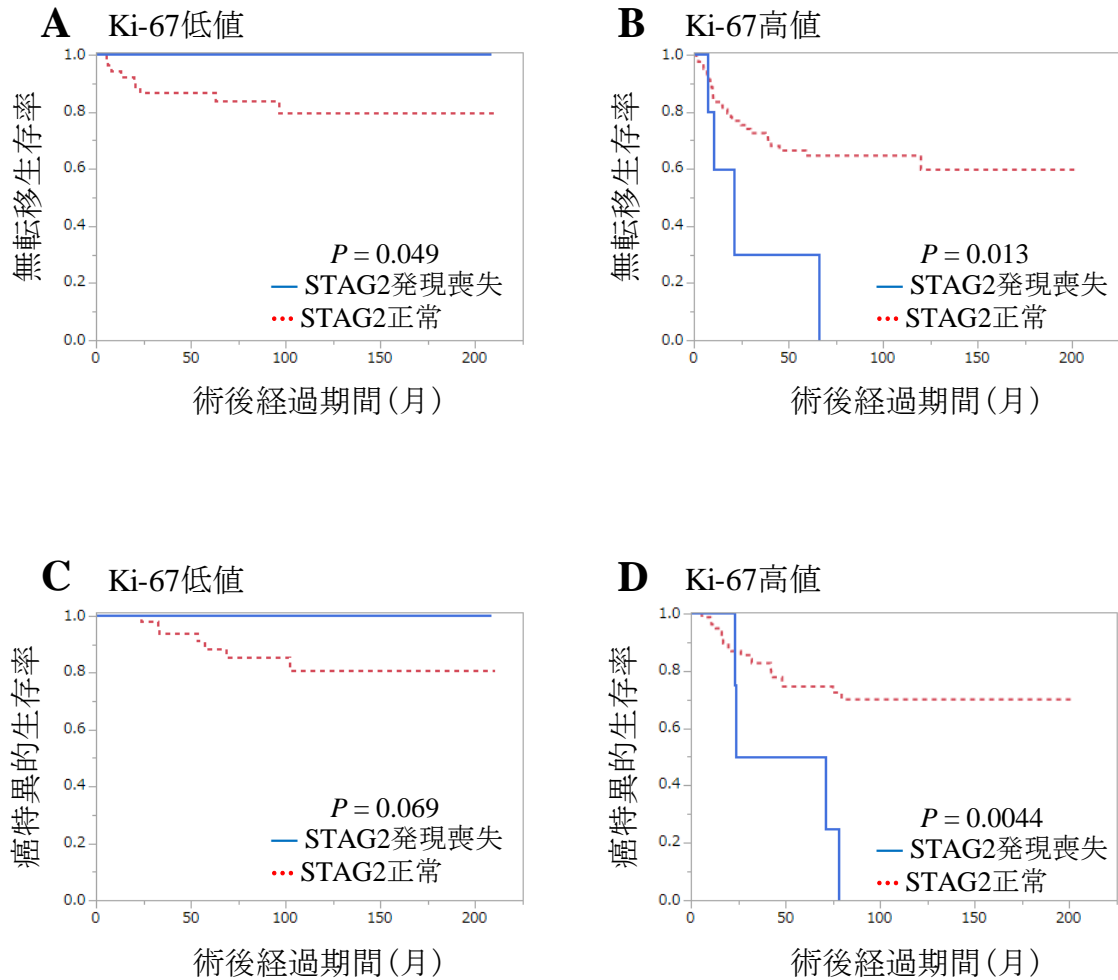 A Ki-67低値
無転移生存率
1.0
0.8
0.6
0.4
0.2
0.0
P = 0.049
STAG2発現喪失
STAG2正常
0 50 100 150 200
術後経過期間(月)
B Ki-67高値
無転移生存率
1.0
0.8
0.6
0.4
0.2
0.0
P = 0.013
STAG2発現喪失
STAG2正常
0 50 100 150 200
術後経過期間(月)
C Ki-67低値
癌特異的生存率
1.0
0.8
0.6
0.4
0.2
0.0
P = 0.069
STAG2発現喪失
STAG2正常
0 50 100 150 200
術後経過期間(月)
D Ki-67高値
癌特異的生存率
1.0
0.8
0.6
0.4
0.2
0.0
P = 0.0044
STAG2発現喪失
STAG2正常
0 50 100 150 200
術後経過期間(月)